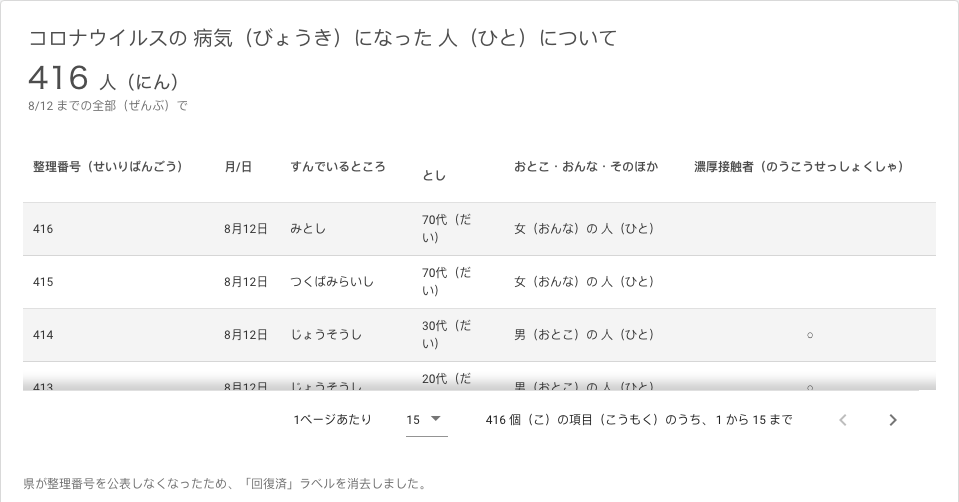 コロナウイルスの 病気（びょうき）になった 人（ひと）について
416 人（にん）
8/12 までの全部（ぜんぶ）で
整理番号（せいりばんごう） 月/日 すんでいるところ とし おとこ・おんな・そのほか 濃厚接触者（のうこうせっしょくしゃ）
416 8月12日 みとし 70代（だい） 女（おんな）の 人（ひと）
415 8月12日 つくばみらいし 70代（だい） 女（おんな）の 人（ひと）
414 8月12日 じょうそうし 30代（だい） 男（おとこ）の 人（ひと） ○
413 8月12日 じょうそうし 20代（だ 男（おとこ）の 人（ひと） ○
1ページあたり 15 416 個（こ）の項目（こうもく）のうち、1 から 15 まで
県が整理番号を公表しなくなったため、「回復済」ラベルを消去しました。